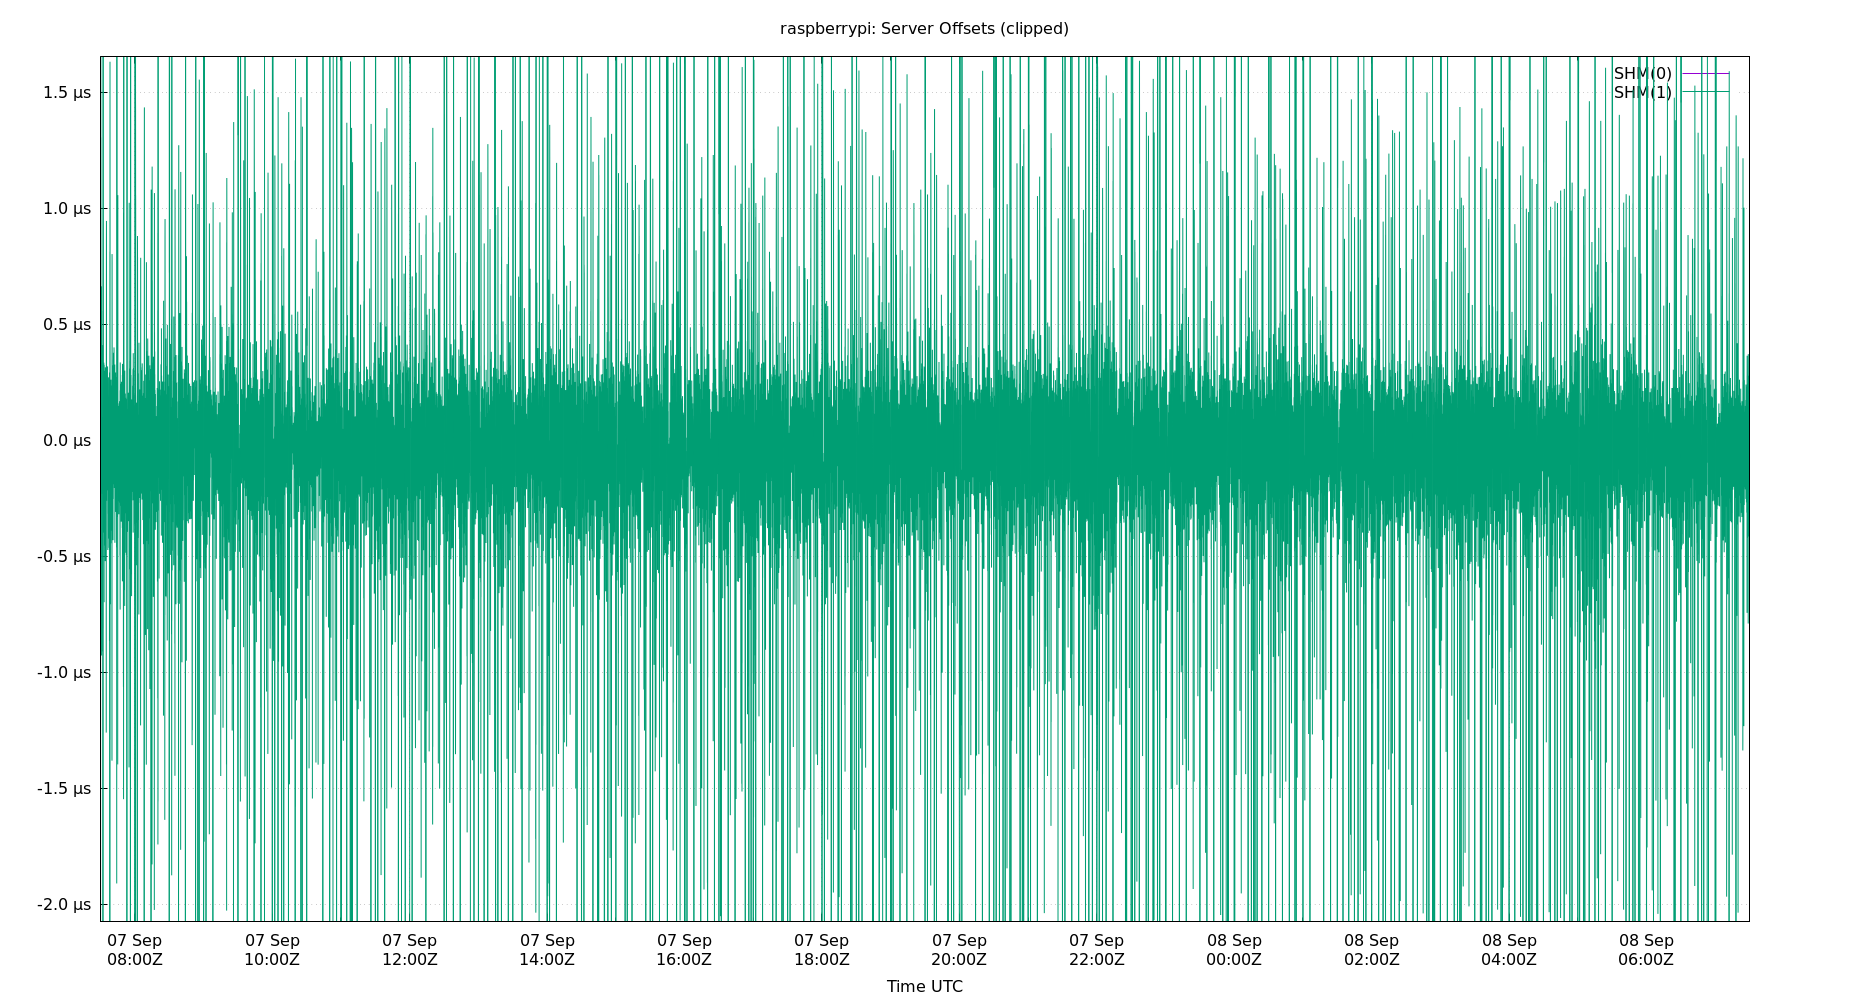 raspberrypi: Server Offsets (clipped)
SHM(0)
SHM(1)
1.5 µs
1.0 µs
0.5 µs
0.0 µs
-0.5 µs
-1.0 µs
-1.5 µs
-2.0 µs
07 Sep 07 Sep 07 Sep 07 Sep 07 Sep 07 Sep 07 Sep 07 Sep 08 Sep 08 Sep 08 Sep 08 Sep
08:00Z 10:00Z 12:00Z 14:00Z 16:00Z 18:00Z 20:00Z 22:00Z 00:00Z 02:00Z 04:00Z 06:00Z
Time UTC